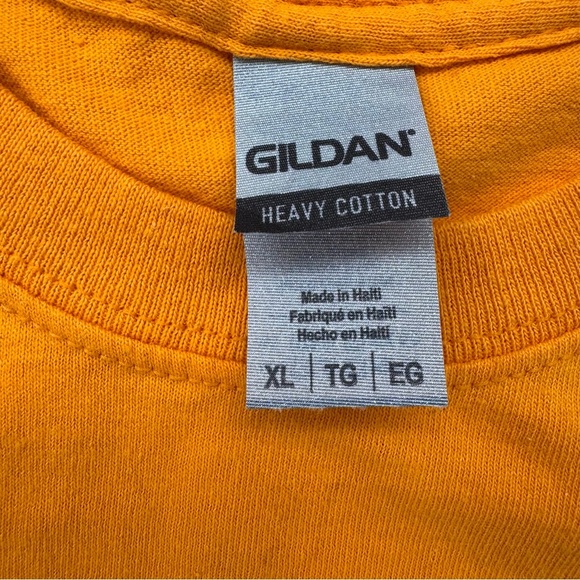 GILDAN
HEAVY COTTON
Made in Haiti
Fabriqué en Haïti
Hecho en Haití
XL | TG | EG